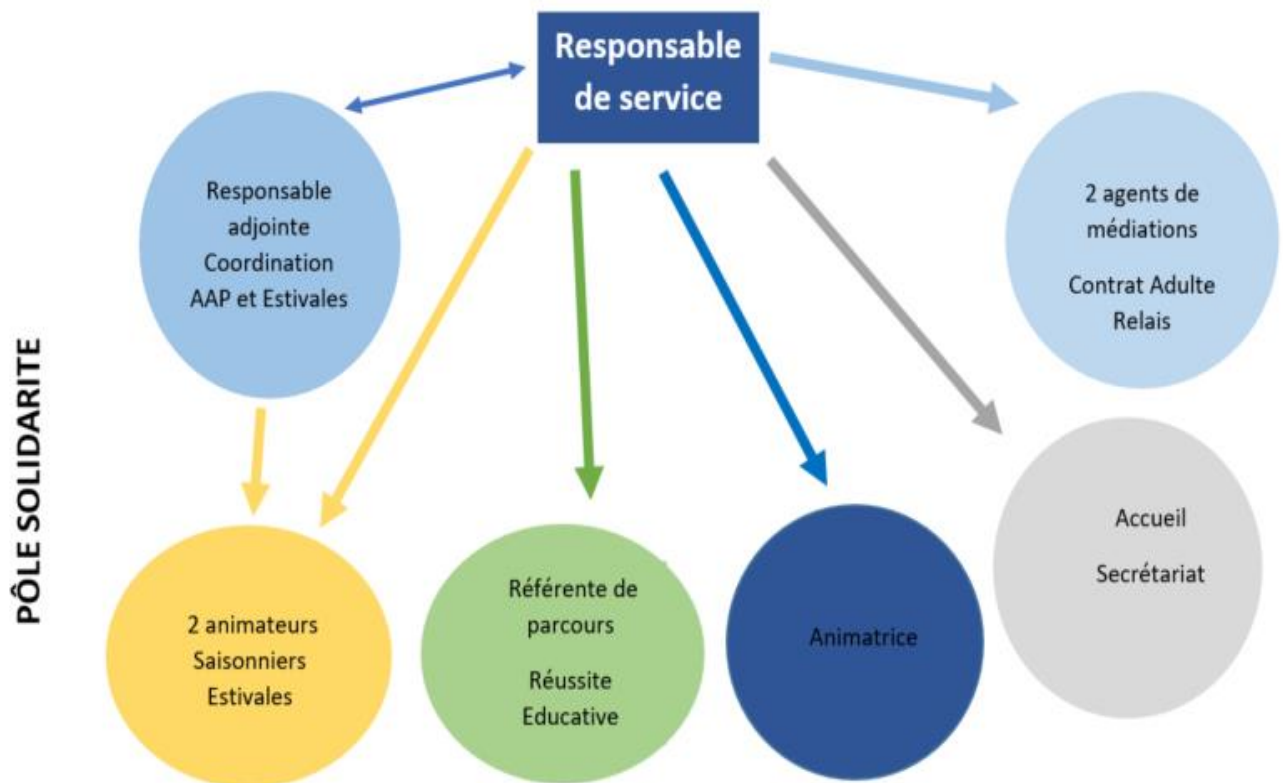 Responsable
de service
Responsable
adjointe
Coordination
AAP et Estivales
2 agents de
médiations
Contrat Adulte
Relais
PÔLE SOLIDARITE
2 animateurs
Saisonniers
Estivales
Référente de
parcours
Réussite
Educative
Animatrice
Accueil
Secrétariat